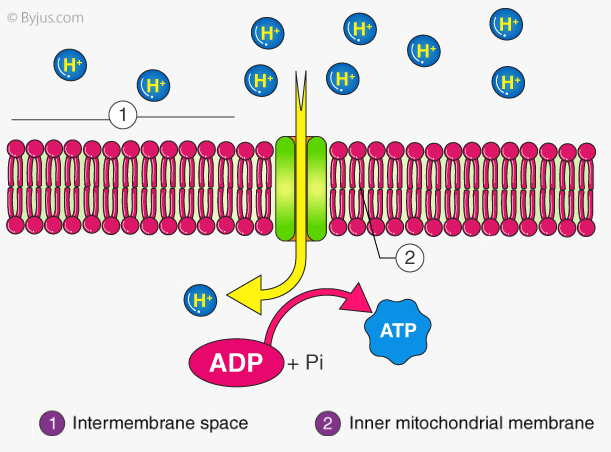 © Byjus.com
H+ H+ H+ H+
H+ H+ H+ H+ H+
1
2
H+
ATP
ADP + Pi
1 Intermembrane space 2 Inner mitochondrial membrane